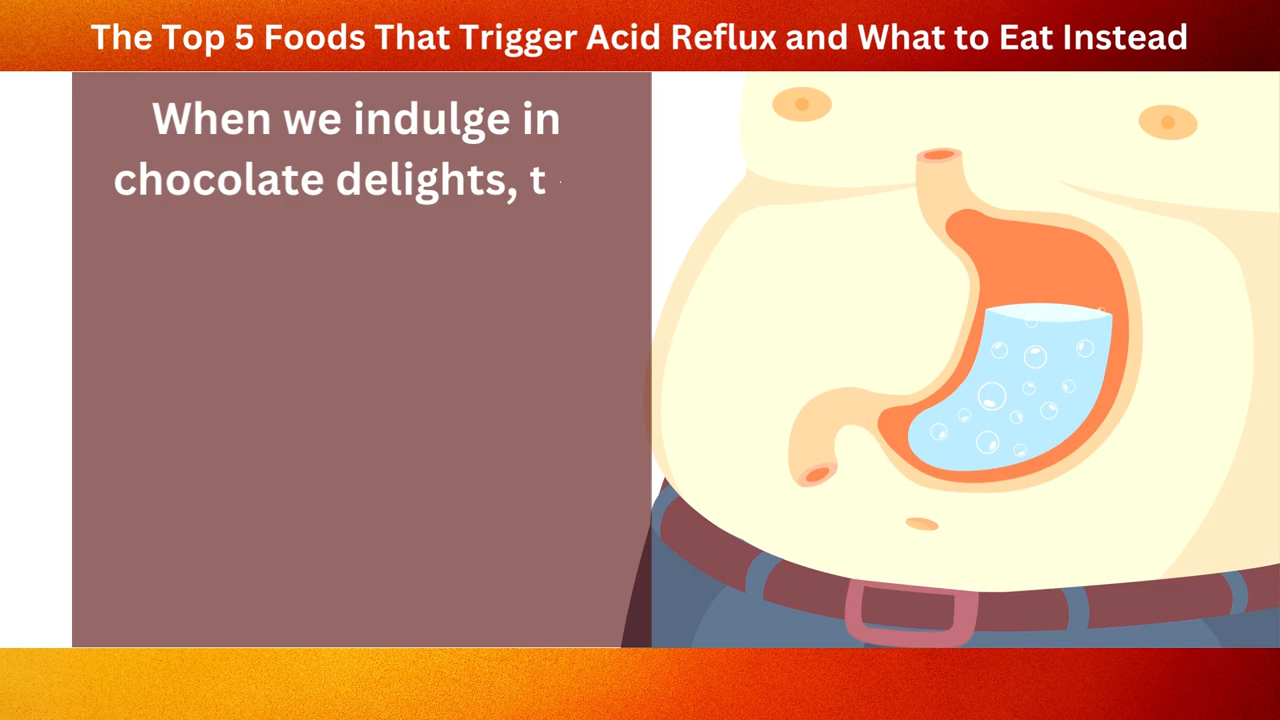 The Top 5 Foods That Trigger Acid Reflux and What to Eat Instead
When we indulge in
chocolate delights, t